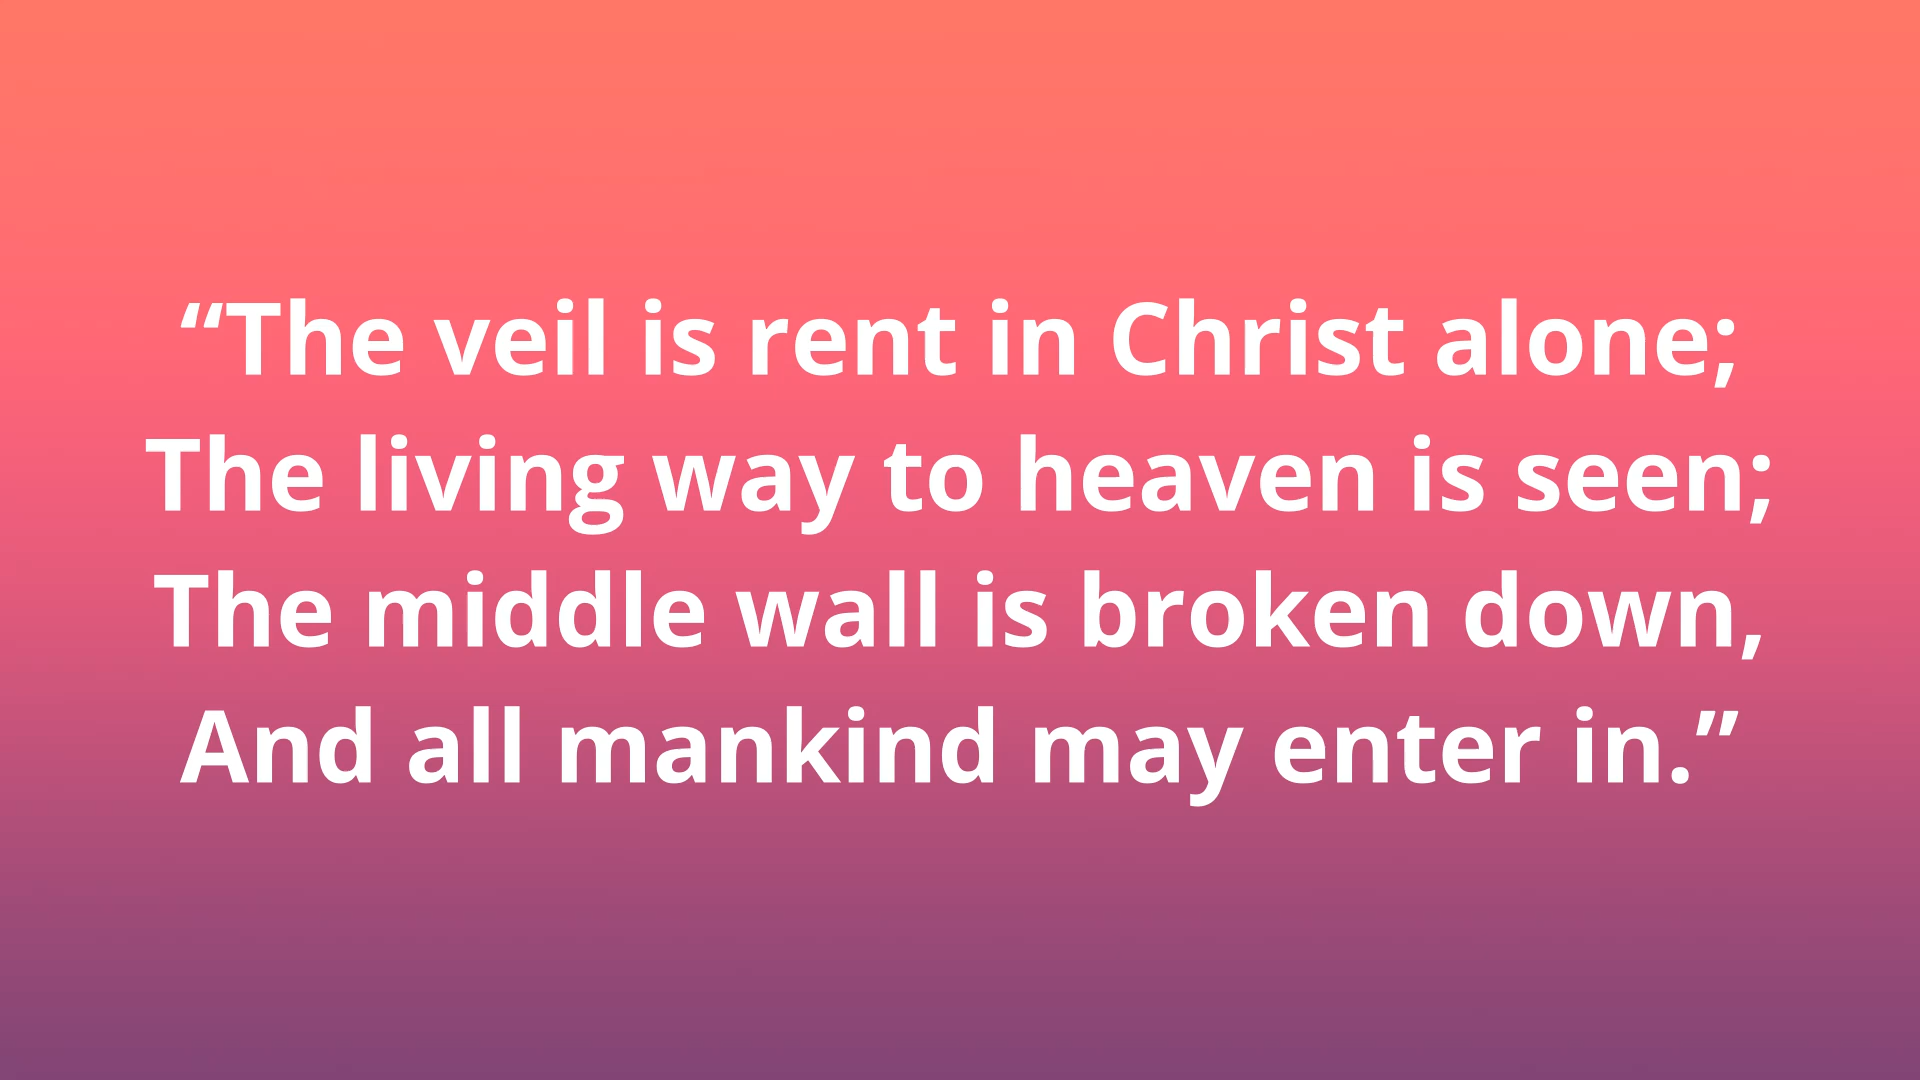 “The veil is rent in Christ alone;
The living way to heaven is seen;
The middle wall is broken down,
And all mankind may enter in.”